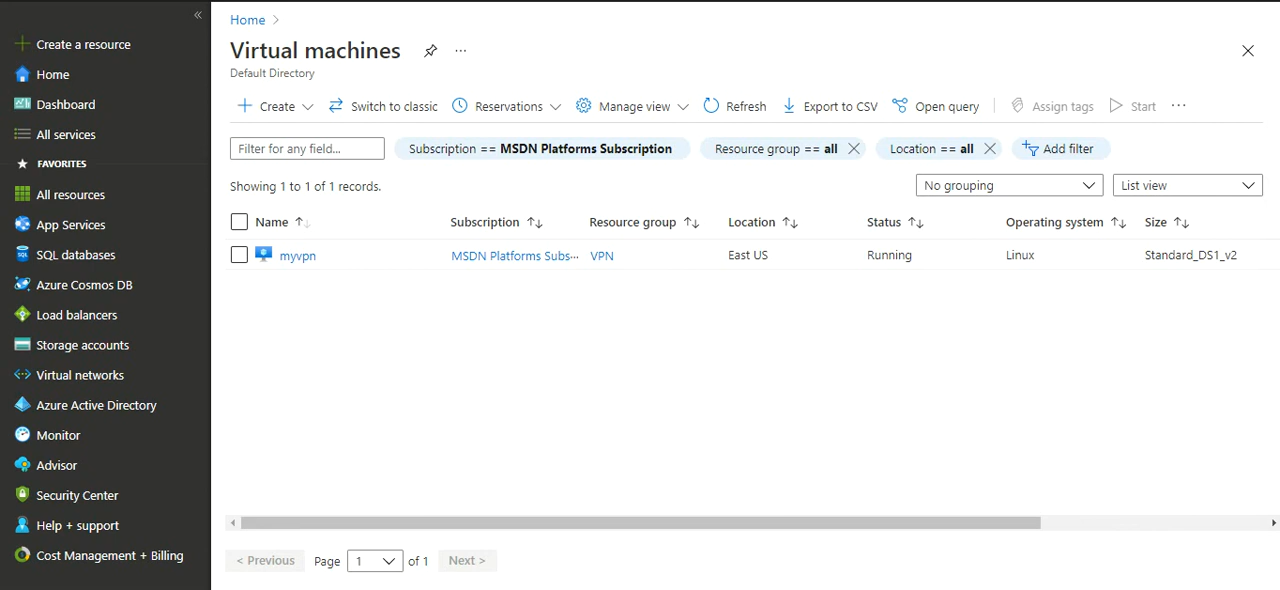 Create a resource
Home
Dashboard
All services
FAVORITES
All resources
App Services
SQL databases
Azure Cosmos DB
Load balancers
Storage accounts
Virtual networks
Azure Active Directory
Monitor
Advisor
Security Center
Help + support
Cost Management + Billing
Home
Virtual machines
Default Directory
Create Switch to classic Reservations Manage view Refresh Export to CSV Open query Assign tags Start
Filter for any field... Subscription == MSDN Platforms Subscription Resource group == all Location == all Add filter
Showing 1 to 1 of 1 records. No grouping List view
Name Subscription Resource group Location Status Operating system Size
myvpn MSDN Platforms Subs··· VPN East US Running Linux Standard_DS1_v2
< Previous Page 1 of 1 Next >